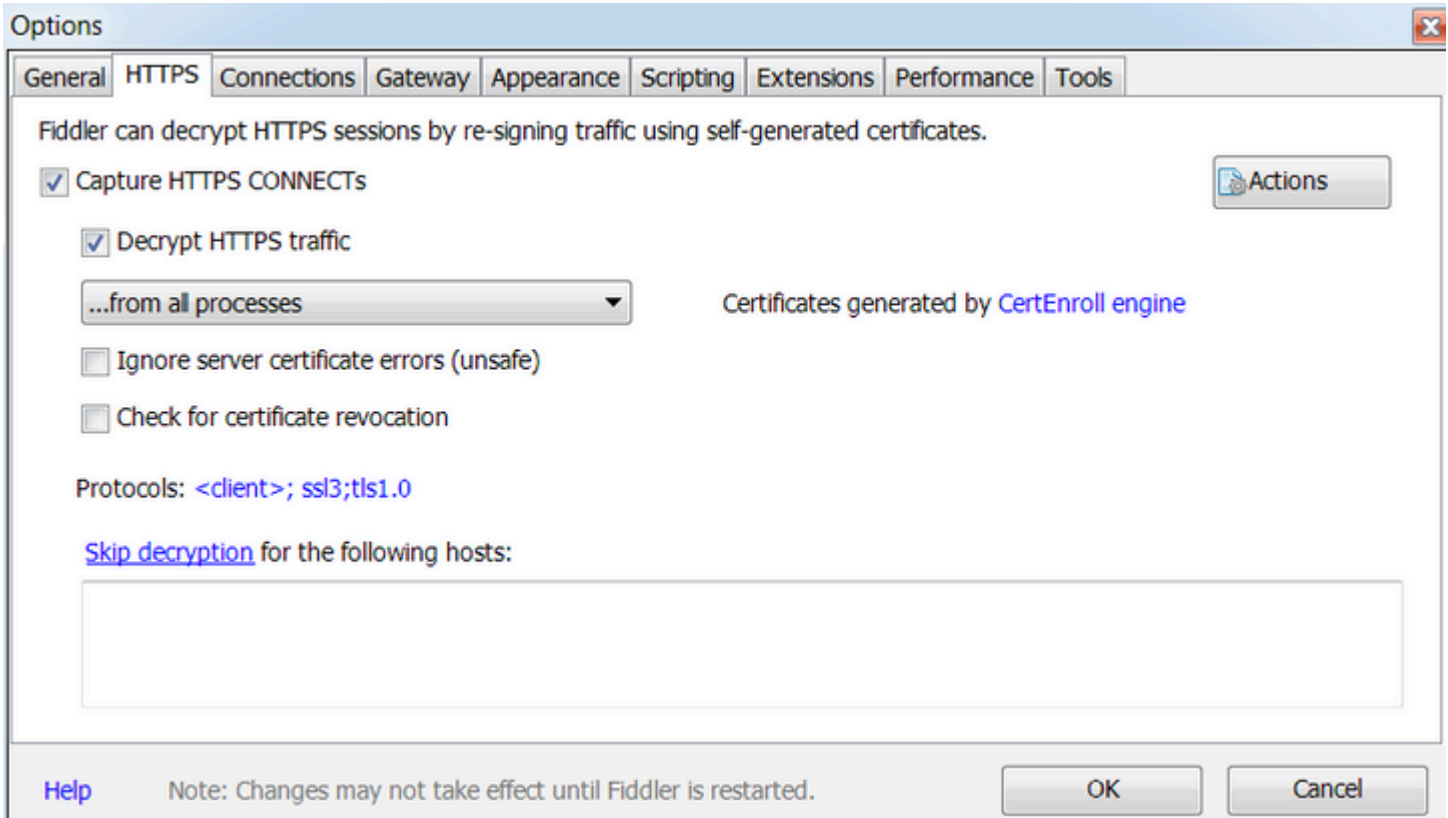 Options
General HTTPS Connections Gateway Appearance Scripting Extensions Performance Tools
Fiddler can decrypt HTTPS sessions by re-signing traffic using self-generated certificates.
Capture HTTPS CONNECTs
Actions
Decrypt HTTPS traffic
...from all processes
Certificates generated by CertEnroll engine
Ignore server certificate errors (unsafe)
Check for certificate revocation
Protocols: <client>; ssl3;tls1.0
Skip decryption for the following hosts:
Help
Note: Changes may not take effect until Fiddler is restarted.
OK
Cancel